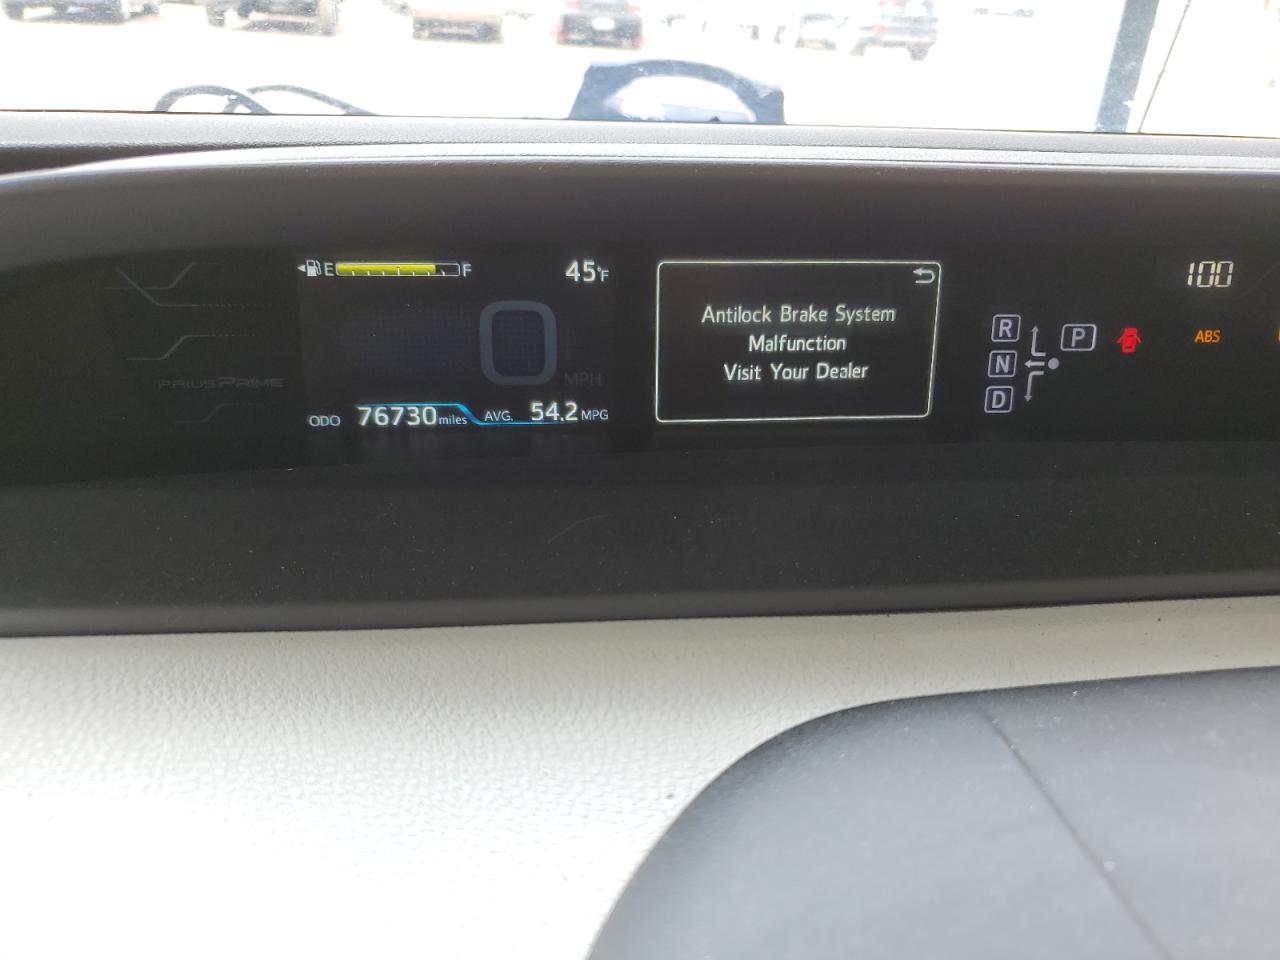 E F 45°F
0
MPH
PRIUS PRIME
ODO 76730 miles AVG. 54.2 MPG
Antilock Brake System
Malfunction
Visit Your Dealer
R
N
D
P
ABS
100